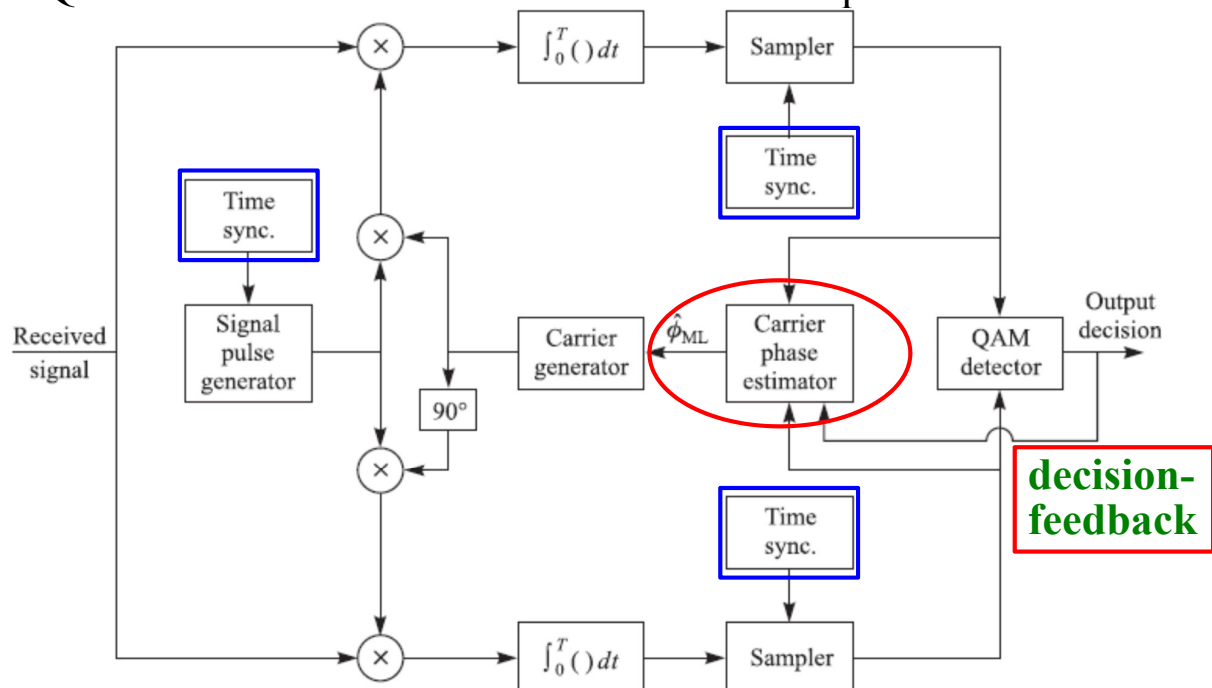 Q
p
∫₀ᵀ( ) dt
Sampler
Time
sync.
Time
sync.
Received
signal
Signal
pulse
generator
Carrier
generator
90°
ϕ̂ML
Carrier
phase
estimator
QAM
detector
Output
decision
decision-
feedback
Time
sync.
∫₀ᵀ( ) dt
Sampler